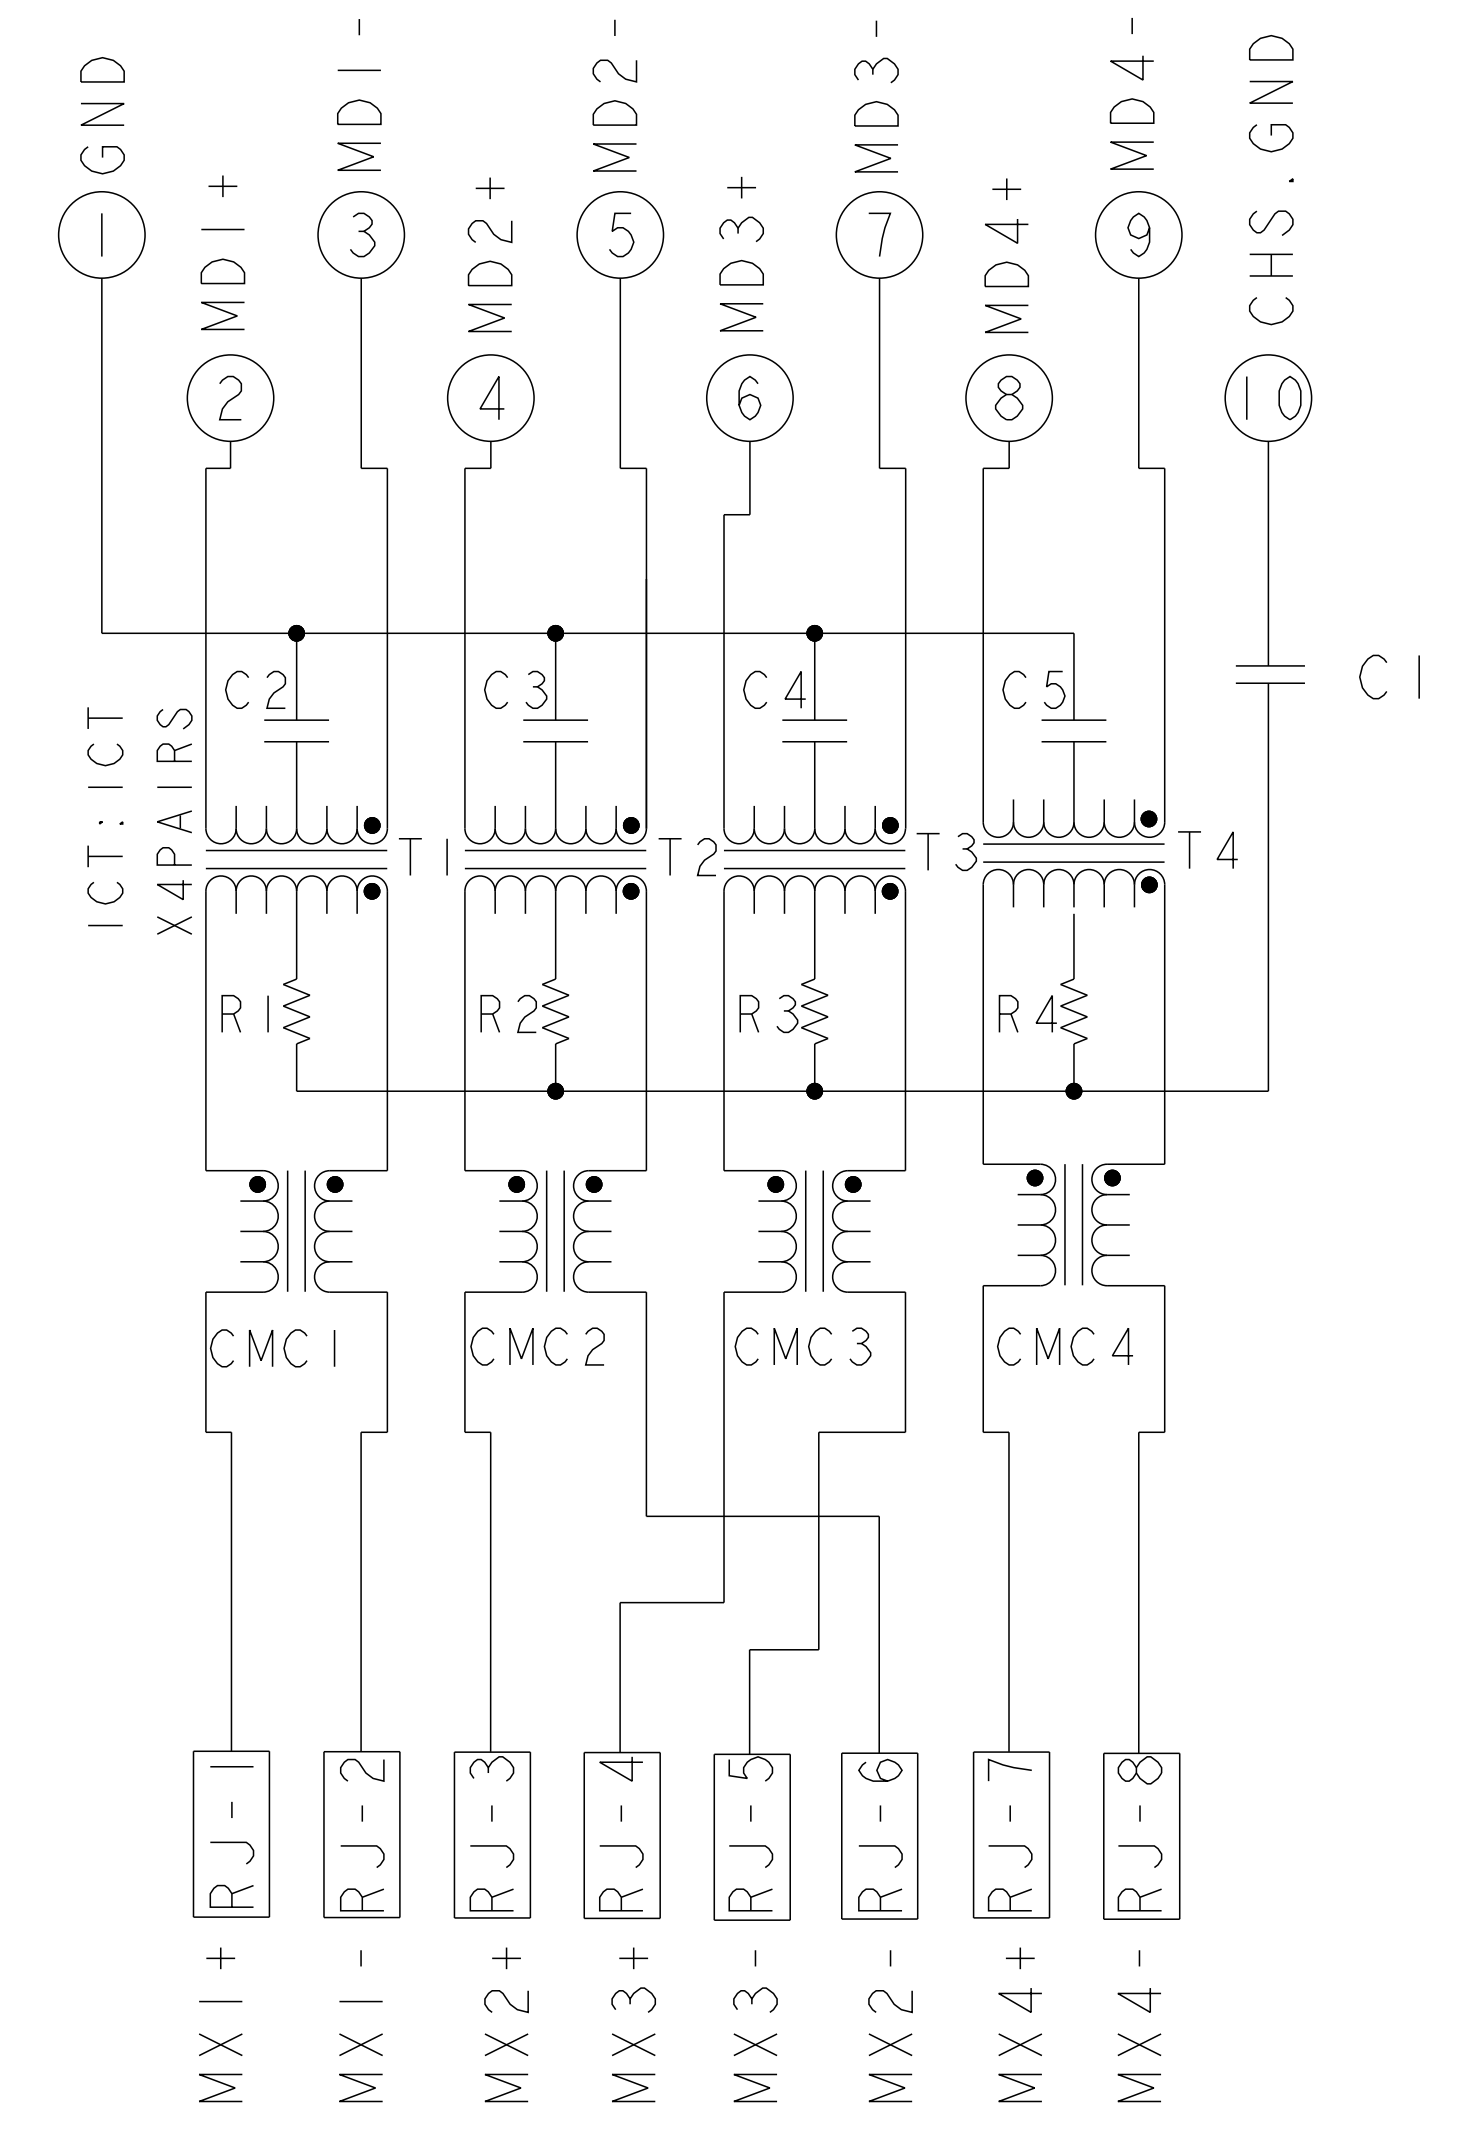 GND
MD1-
MD2-
MD3-
MD4-
CHS.GND
1
3
5
7
9
MD1+
MD2+
MD3+
MD4+
2
4
6
8
10
C2
C3
C4
C5
C1
1CT:1CT
X4PAIRS
T1
T2
T3
T4
R1
R2
R3
R4
CMC1
CMC2
CMC3
CMC4
RJ-1
RJ-2
RJ-3
RJ-4
RJ-5
RJ-6
RJ-7
RJ-8
MX1+
MX1-
MX2+
MX3+
MX3-
MX2-
MX4+
MX4-